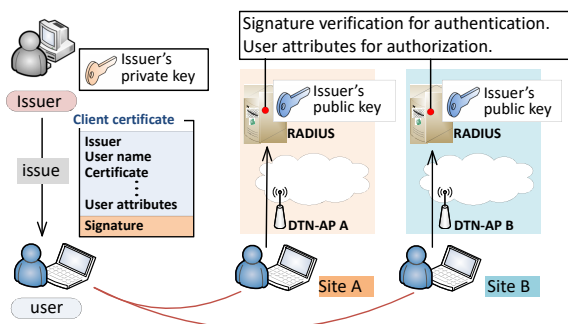 Signature verification for authentication.
User attributes for authorization.
Issuer's
private key
Issuer
Client certificate
Issuer
User name
Certificate
User attributes
Signature
issue
user
Issuer's
public key
RADIUS
DTN-AP A
Site A
Issuer's
public key
RADIUS
DTN-AP B
Site B